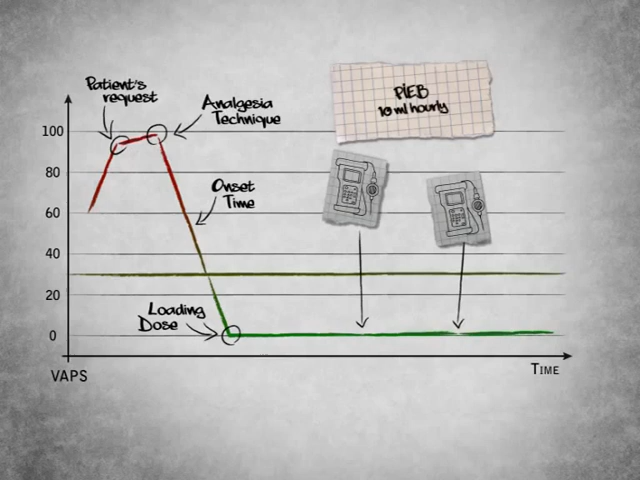 Patient's
request
Analgesia
Technique
PiEB
10 ml hourly
100
80
60
40
20
0
Onset
Time
Loading
Dose
VAPS
TIME